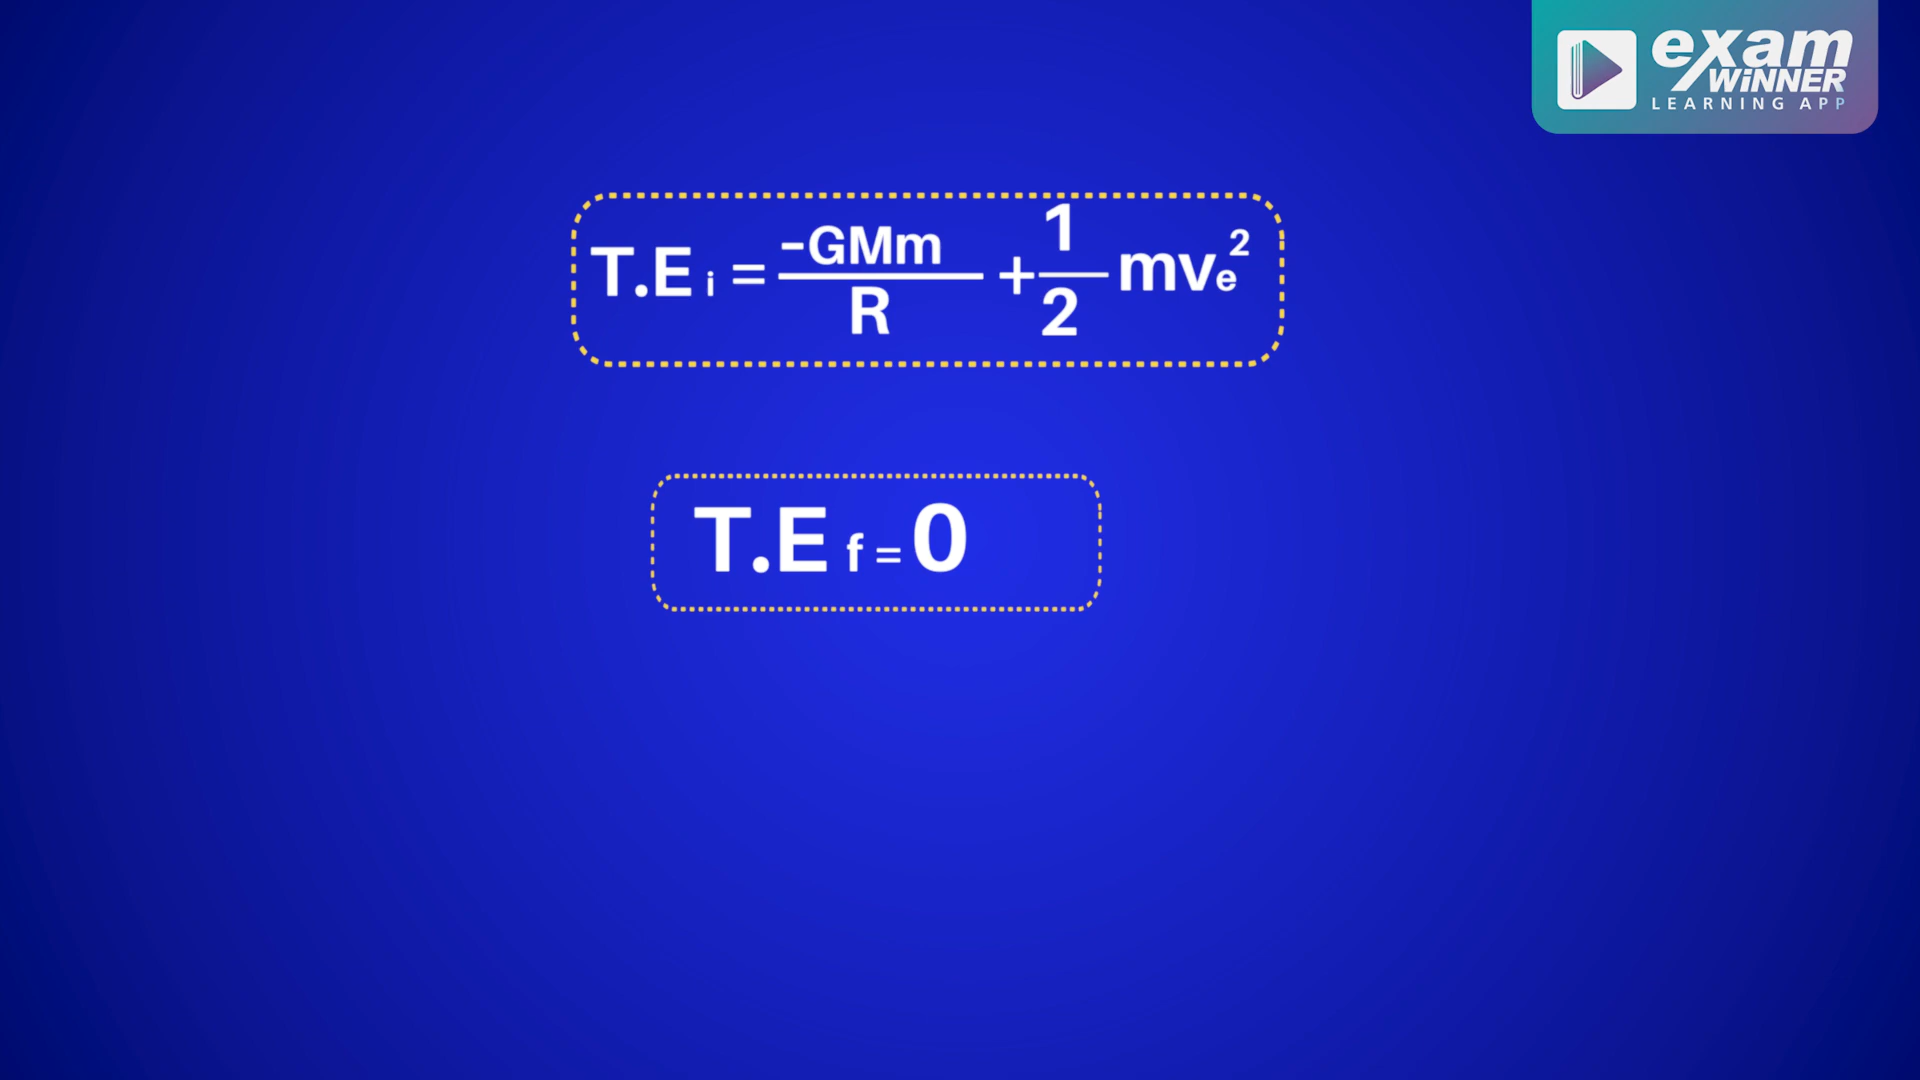 exam
WiNNER
LEARNING APP
T.E i = -GMm/R + 1/2 mvₑ²
T.E f = 0